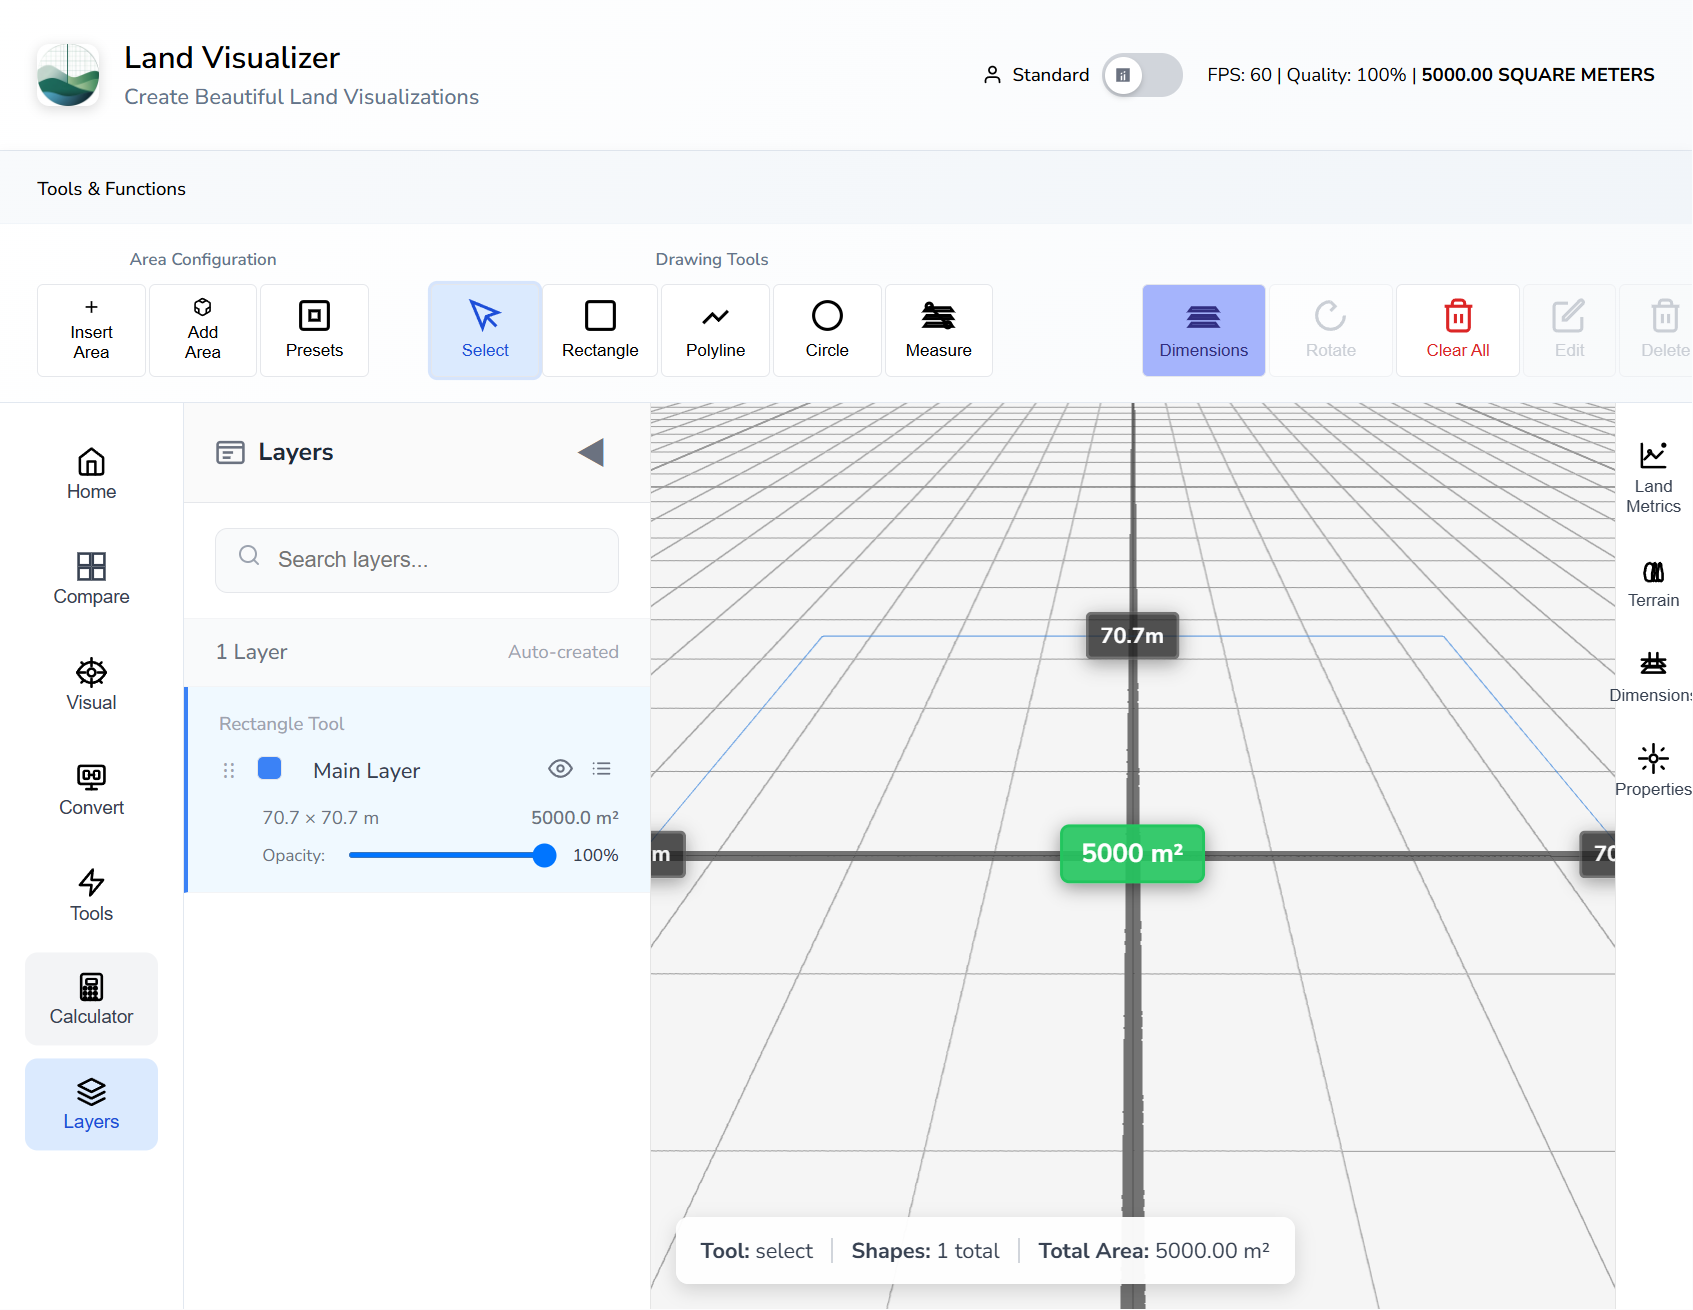 Land Visualizer
Create Beautiful Land Visualizations
Standard
FPS: 60 | Quality: 100% | 5000.00 SQUARE METERS
Tools & Functions
Area Configuration
Drawing Tools
Insert
Area
Add
Area
Presets
Select
Rectangle
Polyline
Circle
Measure
Dimensions
Rotate
Clear All
Edit
Delete
Home
Compare
Visual
Convert
Tools
Calculator
Layers
Layers
Search layers...
1 Layer
Auto-created
Rectangle Tool
Main Layer
70.7 × 70.7 m
5000.0 m²
Opacity:
100%
70.7m
m
5000 m²
70
Tool: select
Shapes: 1 total
Total Area: 5000.00 m²
Land
Metrics
Terrain
Dimensions
Properties